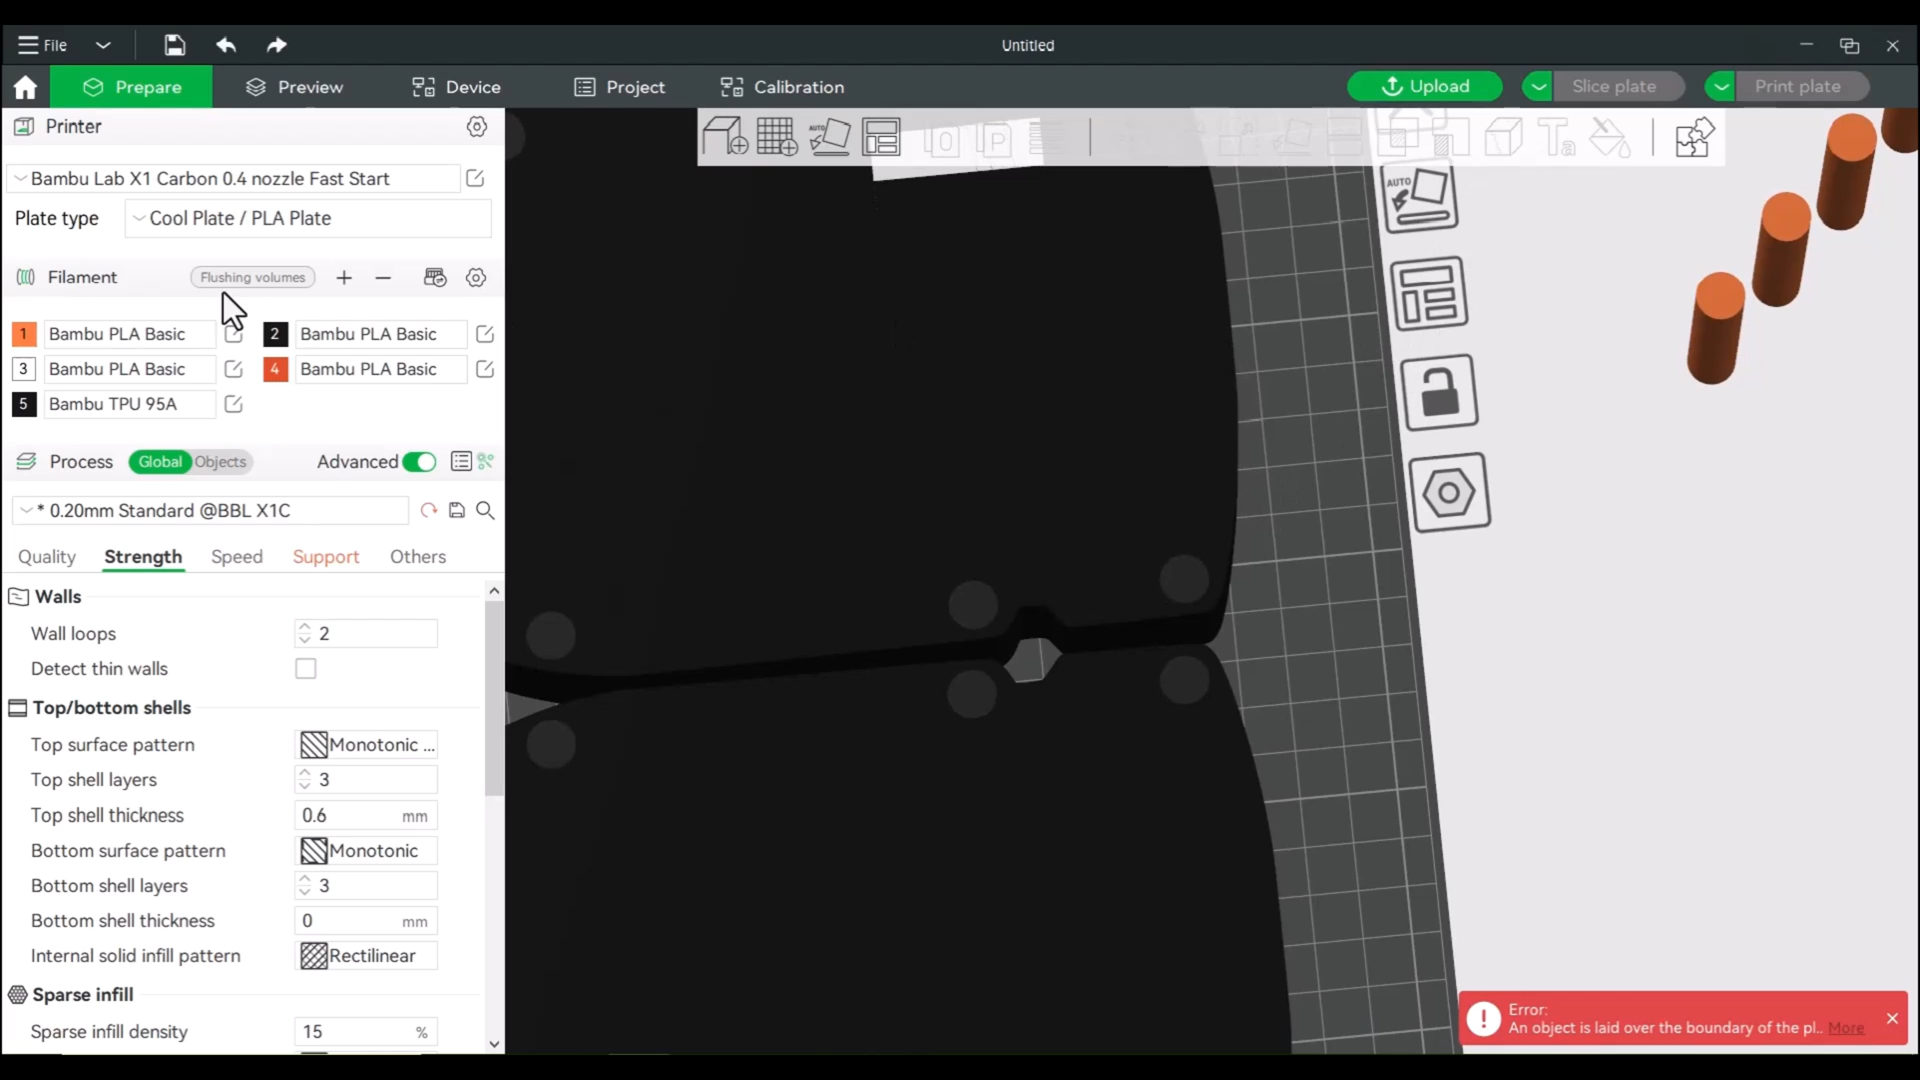 File
Untitled
Prepare
Preview
Device
Project
Calibration
Upload
Slice plate
Print plate
Printer
Bambu Lab X1 Carbon 0.4 nozzle Fast Start
Plate type
Cool Plate / PLA Plate
Filament
Flushing volumes
1 Bambu PLA Basic
2 Bambu PLA Basic
3 Bambu PLA Basic
4 Bambu PLA Basic
5 Bambu TPU 95A
Process
Global
Objects
Advanced
* 0.20mm Standard @BBL X1C
Quality
Strength
Speed
Support
Others
Walls
Wall loops
2
Detect thin walls
Top/bottom shells
Top surface pattern
Monotonic ...
Top shell layers
3
Top shell thickness
0.6 mm
Bottom surface pattern
Monotonic
Bottom shell layers
3
Bottom shell thickness
0 mm
Internal solid infill pattern
Rectilinear
Sparse infill
Sparse infill density
15 %
AUTO
AUTO
Error:
An object is laid over the boundary of the pl.. More